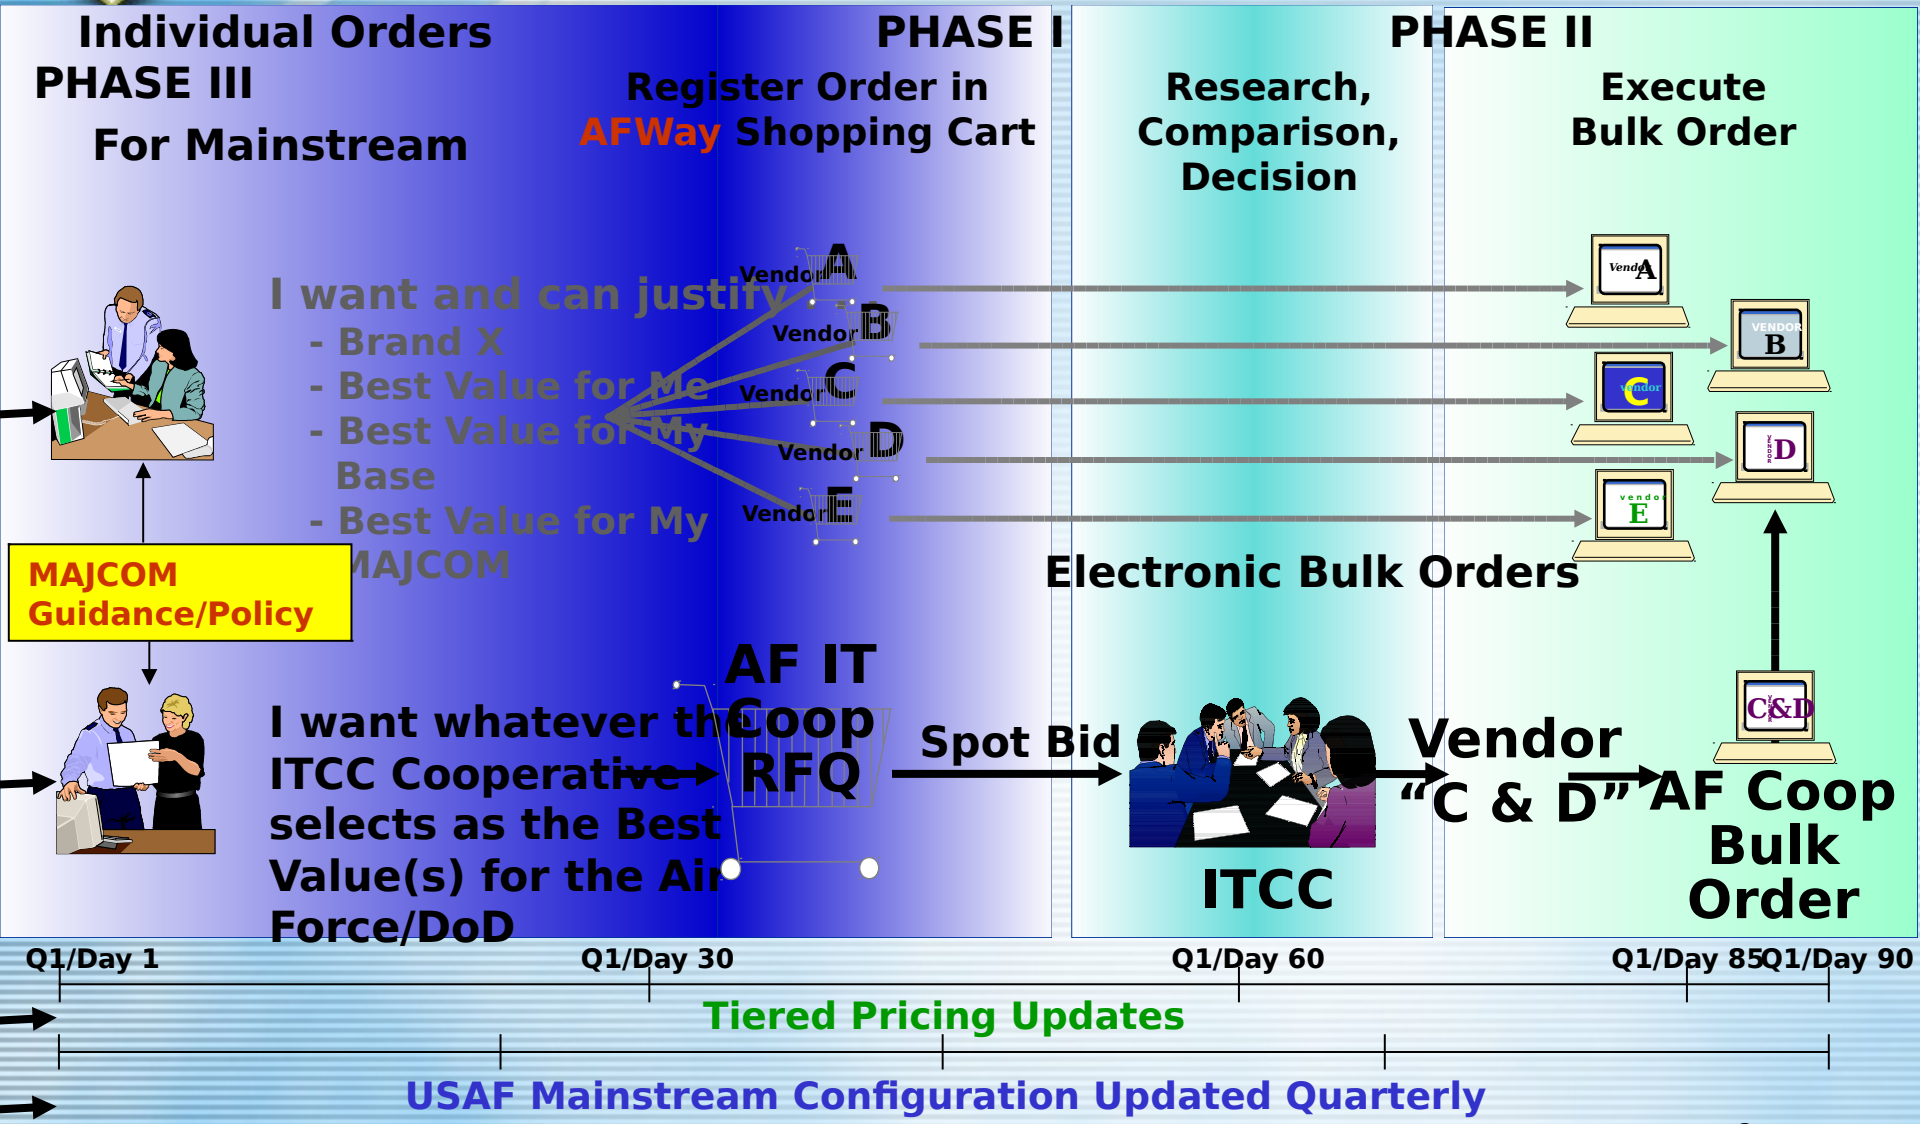 Individual Orders
PHASE I
PHASE II
PHASE III
For Mainstream
Register Order in
AFWay Shopping Cart
Research,
Comparison,
Decision
Execute
Bulk Order
I want and can justify
- Brand X
- Best Value for Me
- Best Value for My
Base
- Best Value for My
MAJCOM
Vendor A
Vendor B
Vendor C
Vendor D
Vendor E
Vendor A
VENDOR B
vendor C
VENDOR D
vendor E
Electronic Bulk Orders
MAJCOM
Guidance/Policy
I want whatever the
ITCC Cooperative
selects as the Best
Value(s) for the Air
Force/DoD
AF IT
Coop
RFQ
Spot Bid
ITCC
Vendor
“C & D”
C&D
AF Coop
Bulk
Order
Q1/Day 1
Q1/Day 30
Q1/Day 60
Q1/Day 85
Q1/Day 90
Tiered Pricing Updates
USAF Mainstream Configuration Updated Quarterly